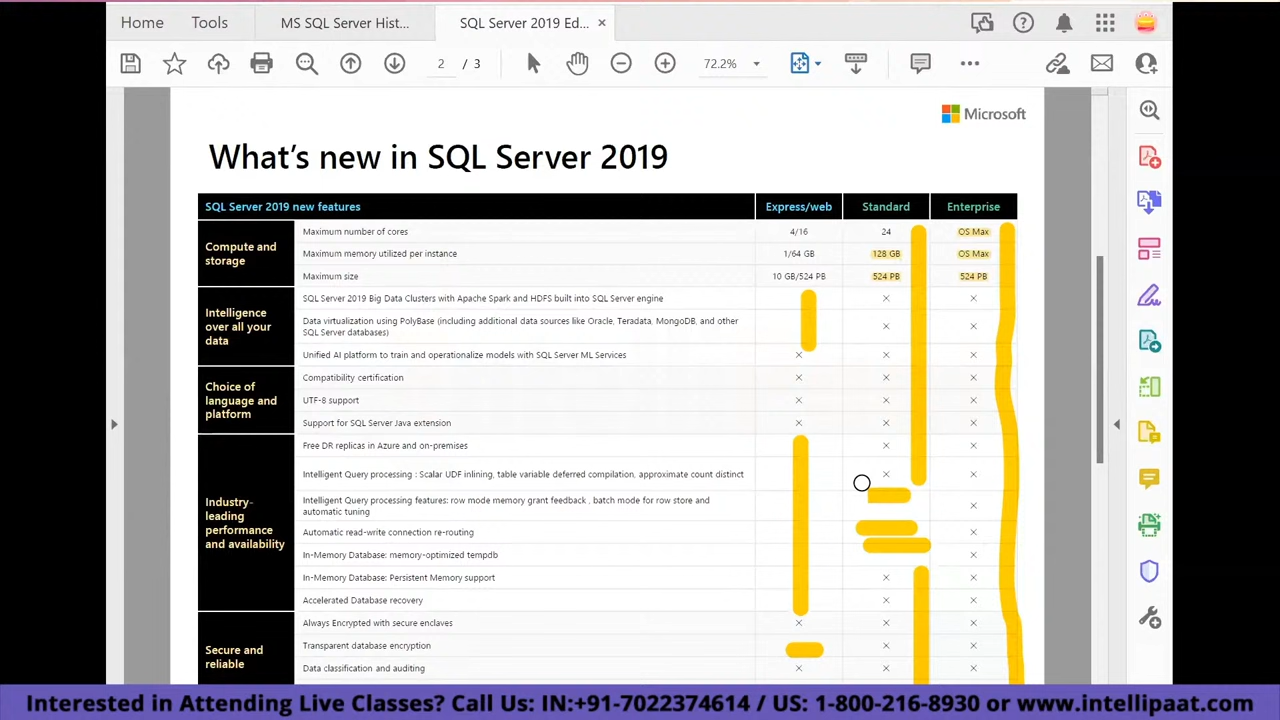 Home Tools MS SQL Server Hist... SQL Server 2019 Ed... ×
2 / 3 72.2%
Microsoft
What's new in SQL Server 2019
SQL Server 2019 new features Express/web Standard Enterprise
Compute and
storage
Maximum number of cores 4/16 24 OS Max
Maximum memory utilized per instance 1/64 GB 128 GB OS Max
Maximum size 10 GB/524 PB 524 PB 524 PB
Intelligence
over all your
data
SQL Server 2019 Big Data Clusters with Apache Spark and HDFS built into SQL Server engine × ×
Data virtualization using PolyBase (including additional data sources like Oracle, Teradata, MongoDB, and other
SQL Server databases) × ×
Unified AI platform to train and operationalize models with SQL Server ML Services × × ×
Choice of
language and
platform
Compatibility certification × × ×
UTF-8 support × × ×
Support for SQL Server Java extension × × ×
Industry-
leading
performance
and availability
Free DR replicas in Azure and on-premises × ×
Intelligent Query processing : Scalar UDF inlining, table variable deferred compilation, approximate count distinct × ×
Intelligent Query processing features: row mode memory grant feedback , batch mode for row store and
automatic tuning ×
Automatic read-write connection re-routing ×
In-Memory Database: memory-optimized tempdb ×
In-Memory Database: Persistent Memory support × ×
Accelerated Database recovery × ×
Secure and
reliable
Always Encrypted with secure enclaves × × ×
Transparent database encryption × ×
Data classification and auditing × × ×
Interested in Attending Live Classes? Call Us: IN:+91-7022374614 / US: 1-800-216-8930 or www.intellipaat.com